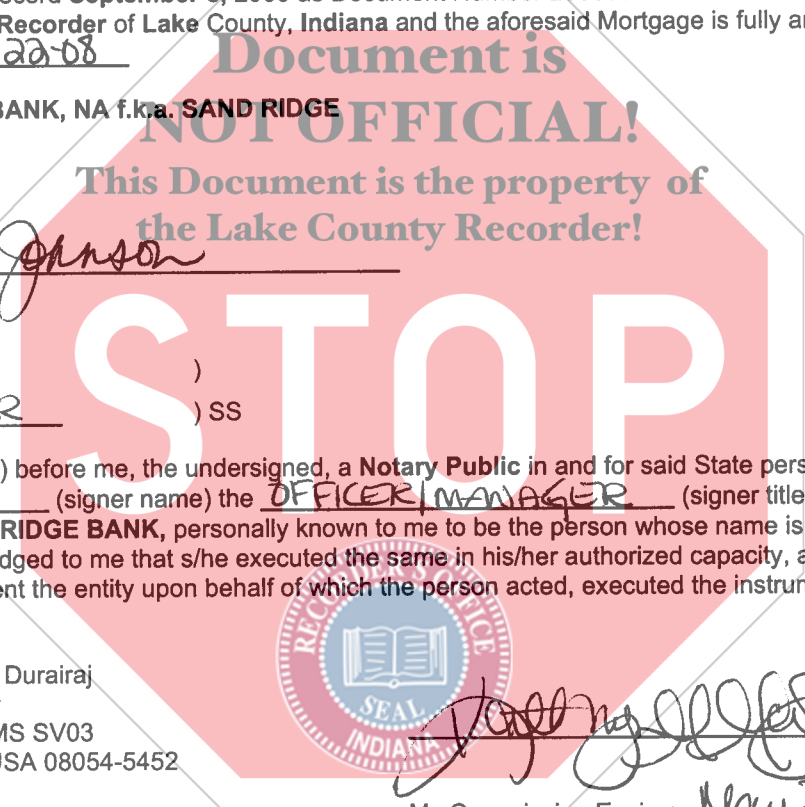 Recorder of Lake County, Indiana and the aforesaid Mortgage is fully
22-08
Document is
BANK, NA f.k.a. SAND RIDGE
NOT OFFICIAL!
This Document is the property of
the Lake County Recorder!
Johnson
STOP
)
) SS
) before me, the undersigned, a Notary Public in and for said State pers
(signer name) the OFFICER/MANAGER (signer title
RIDGE BANK, personally known to me to be the person whose name is
dged to me that s/he executed the same in his/her authorized capacity, a
ent the entity upon behalf of which the person acted, executed the instrum
RECORDER'S OFFICE
SEAL
INDIANA
Durairaj
MS SV03
USA 08054-5452